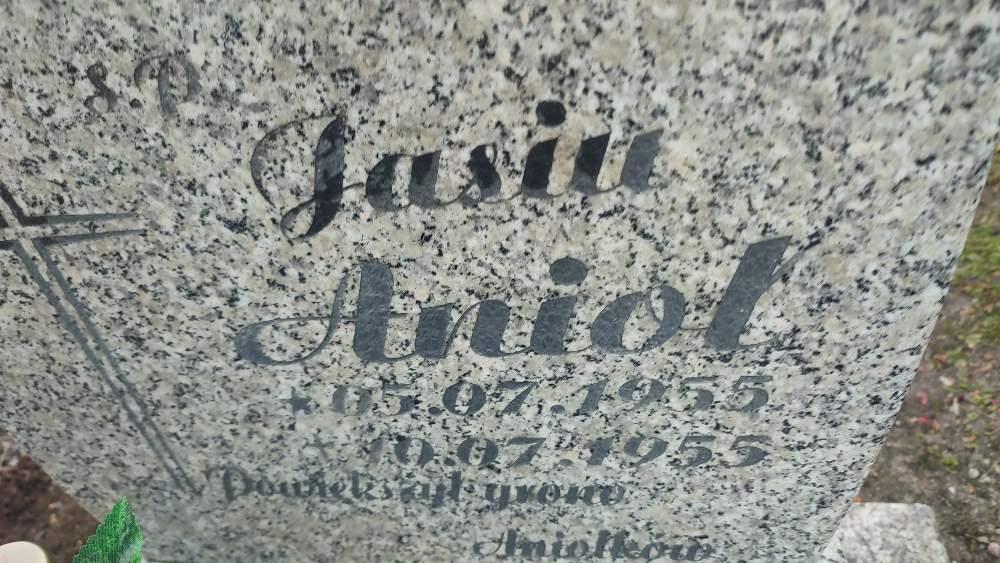 Ś.P.
Jasiu
Anioł
* 05.07.1955
† 10.07.1955
Powiększył grono
Aniołków